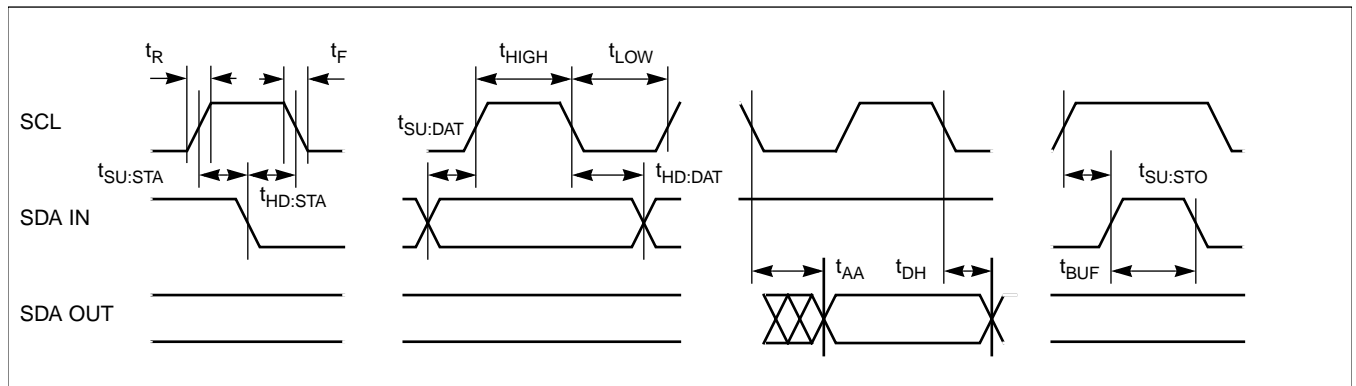 tR tF tHIGH tLOW
SCL
tSU:DAT
tSU:STA tHD:STA tHD:DAT tSU:STO
SDA IN
tAA tDH tBUF
SDA OUT